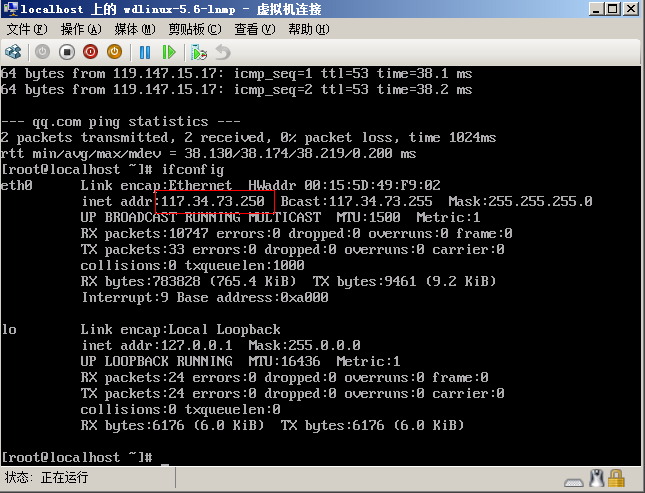 localhost 上的 wdlinux-5.6-lnmp - 虚拟机连接
文件(F) 操作(A) 媒体(M) 剪贴板(C) 查看(V) 帮助(H)
64 bytes from 119.147.15.17: icmp_seq=1 ttl=53 time=38.1 ms
64 bytes from 119.147.15.17: icmp_seq=2 ttl=53 time=38.2 ms
--- qq.com ping statistics ---
2 packets transmitted, 2 received, 0% packet loss, time 1024ms
rtt min/avg/max/mdev = 38.130/38.174/38.219/0.200 ms
[root@localhost ~]# ifconfig
eth0 Link encap:Ethernet HWaddr 00:15:5D:49:F9:02
inet addr:117.34.73.250 Bcast:117.34.73.255 Mask:255.255.255.0
UP BROADCAST RUNNING MULTICAST MTU:1500 Metric:1
RX packets:10747 errors:0 dropped:0 overruns:0 frame:0
TX packets:33 errors:0 dropped:0 overruns:0 carrier:0
collisions:0 txqueuelen:1000
RX bytes:783828 (765.4 KiB) TX bytes:9461 (9.2 KiB)
Interrupt:9 Base address:0xa000
lo Link encap:Local Loopback
inet addr:127.0.0.1 Mask:255.0.0.0
UP LOOPBACK RUNNING MTU:16436 Metric:1
RX packets:24 errors:0 dropped:0 overruns:0 frame:0
TX packets:24 errors:0 dropped:0 overruns:0 carrier:0
collisions:0 txqueuelen:0
RX bytes:6176 (6.0 KiB) TX bytes:6176 (6.0 KiB)
[root@localhost ~]# _
状态: 正在运行